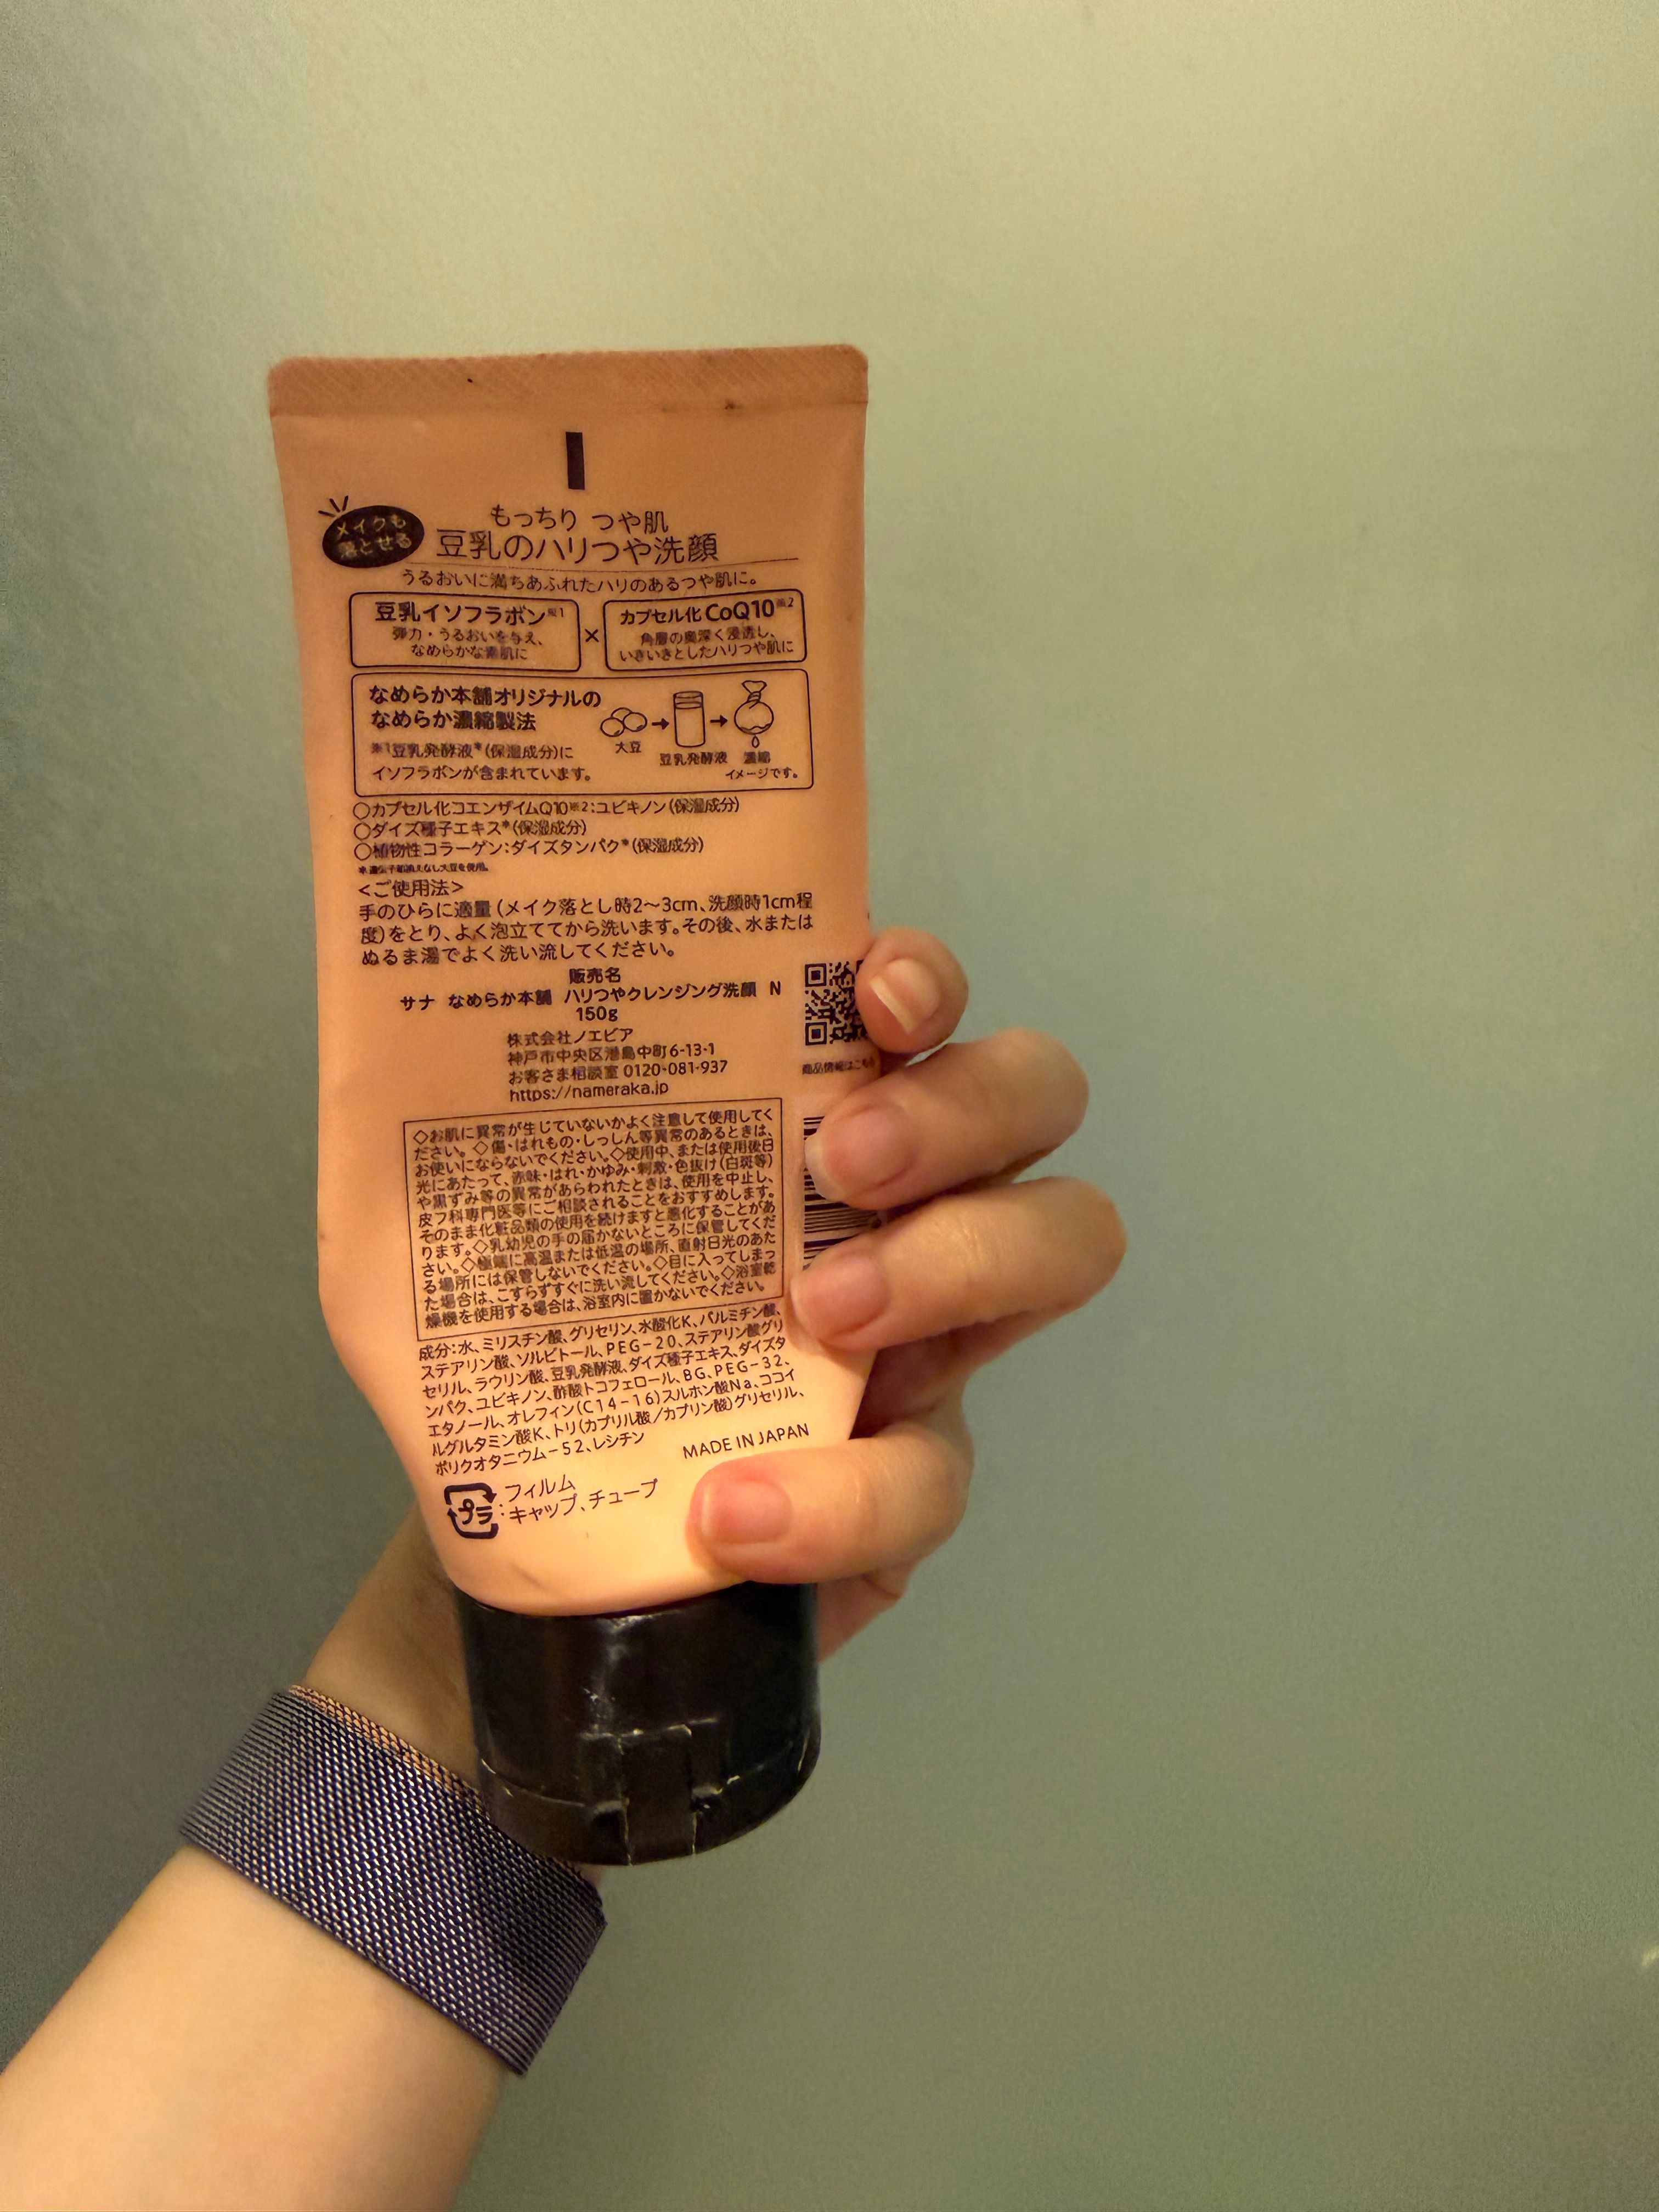 メイクも
落とせる
もっちり つや肌
豆乳のハリつや洗顔
うるおいに満ちあふれたハリのあるつや肌に。
豆乳イソフラボン※1
弾力・うるおいを与え、
なめらかな素肌に
×
カプセル化CoQ10※2
角層の奥深く浸透し、
いきいきとしたハリつや肌に
なめらか本舗オリジナルの
なめらか濃縮製法
※1豆乳発酵液*(保湿成分)に
イソフラボンが含まれています。
大豆
豆乳発酵液
濃縮
イメージです。
○カプセル化コエンザイムQ10※2:ユビキノン(保湿成分)
○ダイズ種子エキス*(保湿成分)
○植物性コラーゲン:ダイズタンパク*(保湿成分)
*遺伝子組換えなし大豆を使用。
<ご使用法>
手のひらに適量(メイク落とし時2〜3cm、洗顔時1cm程
度)をとり、よく泡立ててから洗います。その後、水または
ぬるま湯でよく洗い流してください。
販売名
サナ なめらか本舗 ハリつやクレンジング洗顔 N
150g
株式会社ノエビア
神戸市中央区港島中町6-13-1
お客さま相談室 0120-081-937
https://nameraka.jp
商品情報はこちら
◇お肌に異常が生じていないかよく注意して使用してく
ださい。◇傷・はれもの・しっしん等異常のあるときは、
お使いにならないでください。◇使用中、または使用後日
光にあたって、赤味・はれ・かゆみ・刺激・色抜け(白斑等)
や黒ずみ等の異常があらわれたときは、使用を中止し、
皮フ科専門医等にご相談されることをおすすめします。
そのまま化粧品類の使用を続けますと悪化することがあ
ります。◇乳幼児の手の届かないところに保管してくだ
さい。◇極端に高温または低温の場所、直射日光のあた
る場所には保管しないでください。◇目に入ってしまっ
た場合は、こすらずすぐに洗い流してください。◇浴室乾
燥機を使用する場合は、浴室内に置かないでください。
成分:水、ミリスチン酸、グリセリン、水酸化K、パルミチン酸、
ステアリン酸、ソルビトール、PEG-20、ステアリン酸グリ
セリル、ラウリン酸、豆乳発酵液、ダイズ種子エキス、ダイズタ
ンパク、ユビキノン、酢酸トコフェロール、BG、PEG-32、
エタノール、オレフィン(C14-16)スルホン酸Na、ココイ
ルグルタミン酸K、トリ(カプリル酸/カプリン酸)グリセリル、
ポリクオタニウム-52、レシチン
MADE IN JAPAN
プラ
:フィルム
:キャップ、チューブ